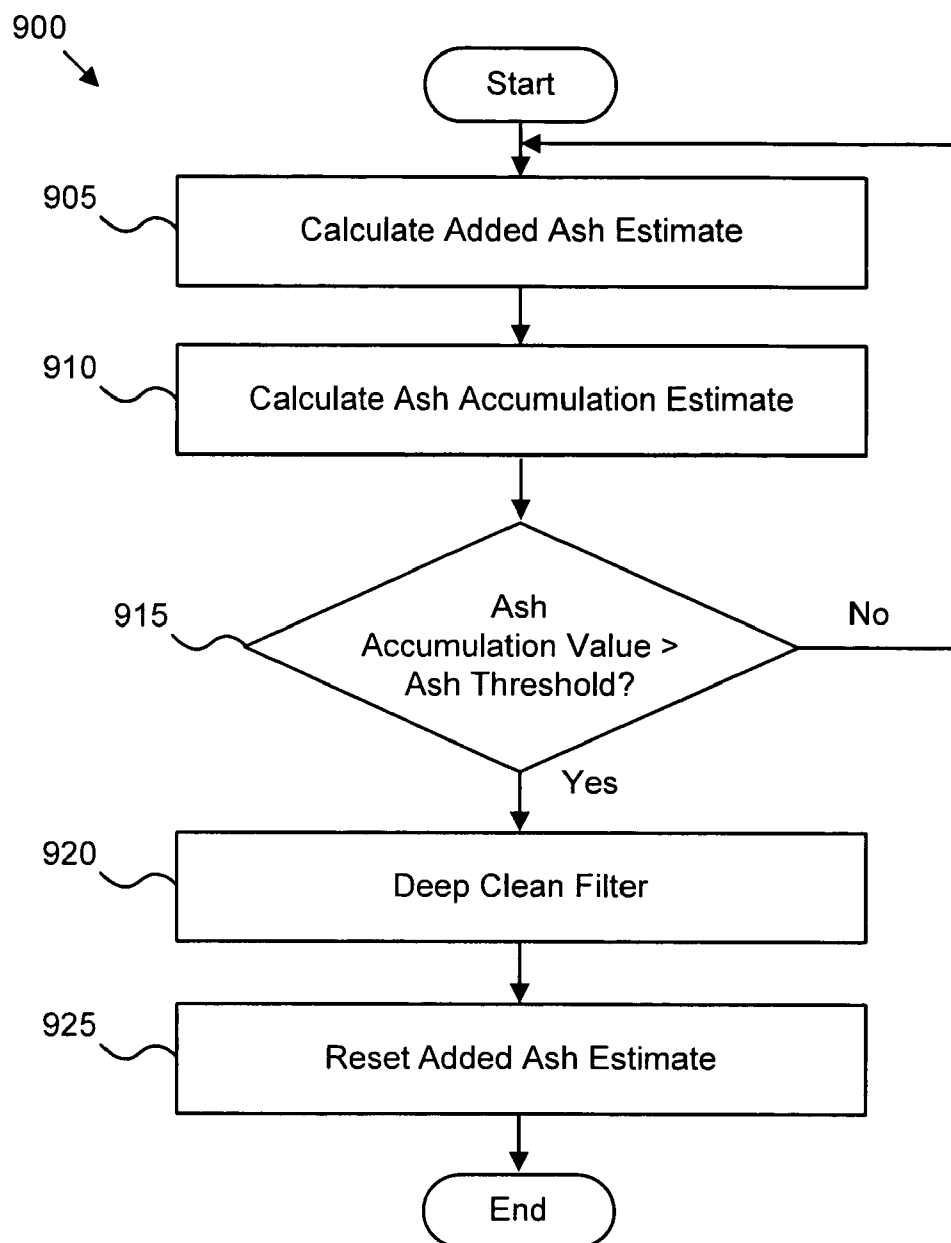 900
Start
905
Calculate Added Ash Estimate
910
Calculate Ash Accumulation Estimate
915
Ash
Accumulation Value >
Ash Threshold?
No
Yes
920
Deep Clean Filter
925
Reset Added Ash Estimate
End